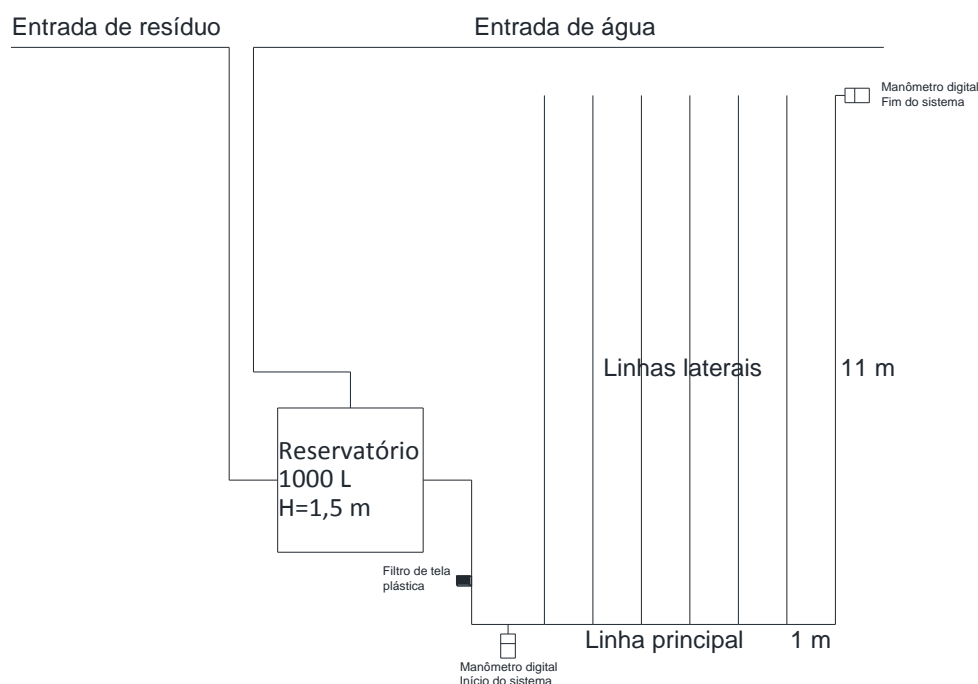 Entrada de resíduo
Entrada de água
Manômetro digital
Fim do sistema
Linhas laterais
11 m
Reservatório
1000 L
H=1,5 m
Filtro de tela
plástica
Linha principal
1 m
Manômetro digital
Início do sistema